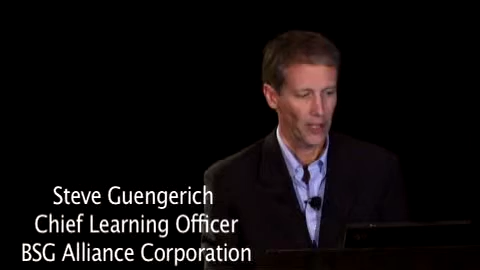 Steve Guengerich
Chief Learning Officer
BSG Alliance Corporation